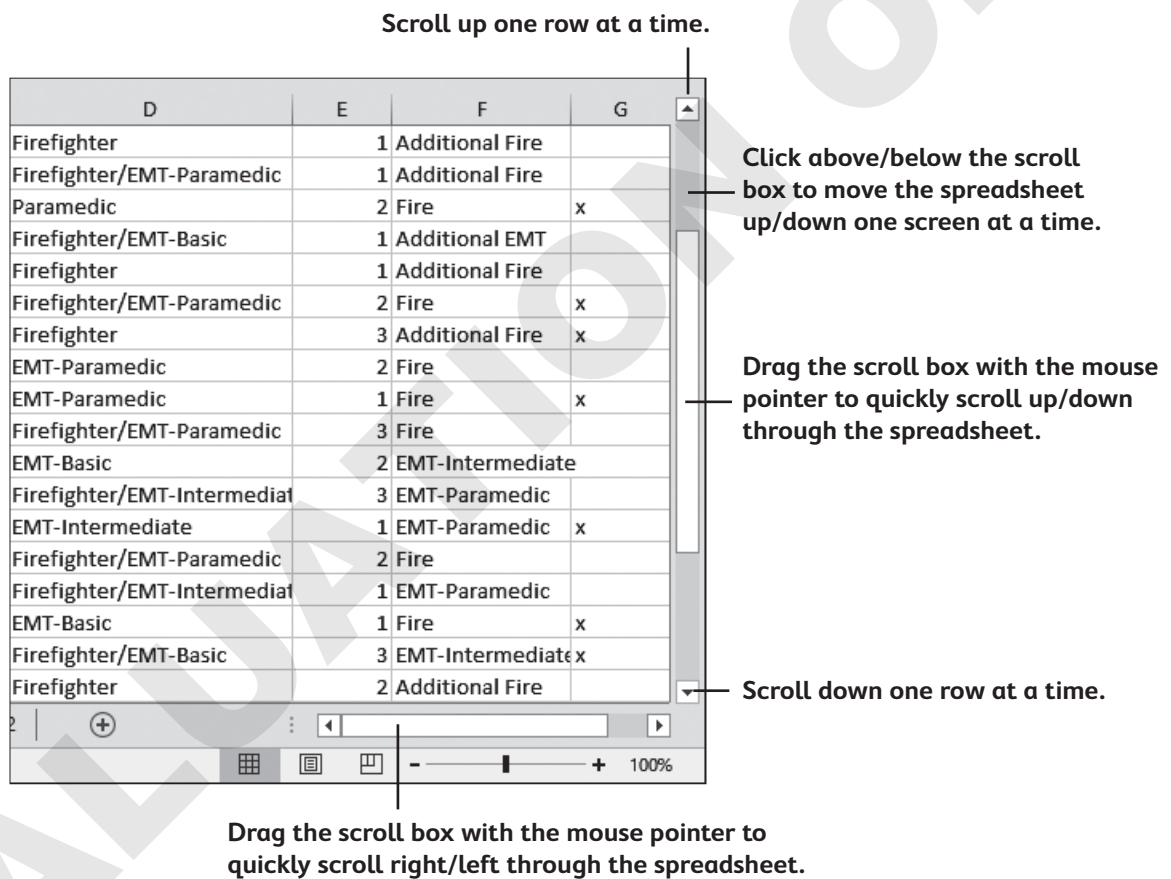 Scroll up one row at a time.
D E F G
Firefighter 1 Additional Fire
Firefighter/EMT-Paramedic 1 Additional Fire
Paramedic 2 Fire x
Firefighter/EMT-Basic 1 Additional EMT
Firefighter 1 Additional Fire
Firefighter/EMT-Paramedic 2 Fire x
Firefighter 3 Additional Fire x
EMT-Paramedic 2 Fire
EMT-Paramedic 1 Fire x
Firefighter/EMT-Paramedic 3 Fire
EMT-Basic 2 EMT-Intermediate
Firefighter/EMT-Intermediat 3 EMT-Paramedic
EMT-Intermediate 1 EMT-Paramedic x
Firefighter/EMT-Paramedic 2 Fire
Firefighter/EMT-Intermediat 1 EMT-Paramedic
EMT-Basic 1 Fire x
Firefighter/EMT-Basic 3 EMT-Intermediate x
Firefighter 2 Additional Fire
100%
Click above/below the scroll
box to move the spreadsheet
up/down one screen at a time.
Drag the scroll box with the mouse
pointer to quickly scroll up/down
through the spreadsheet.
Scroll down one row at a time.
Drag the scroll box with the mouse pointer to
quickly scroll right/left through the spreadsheet.